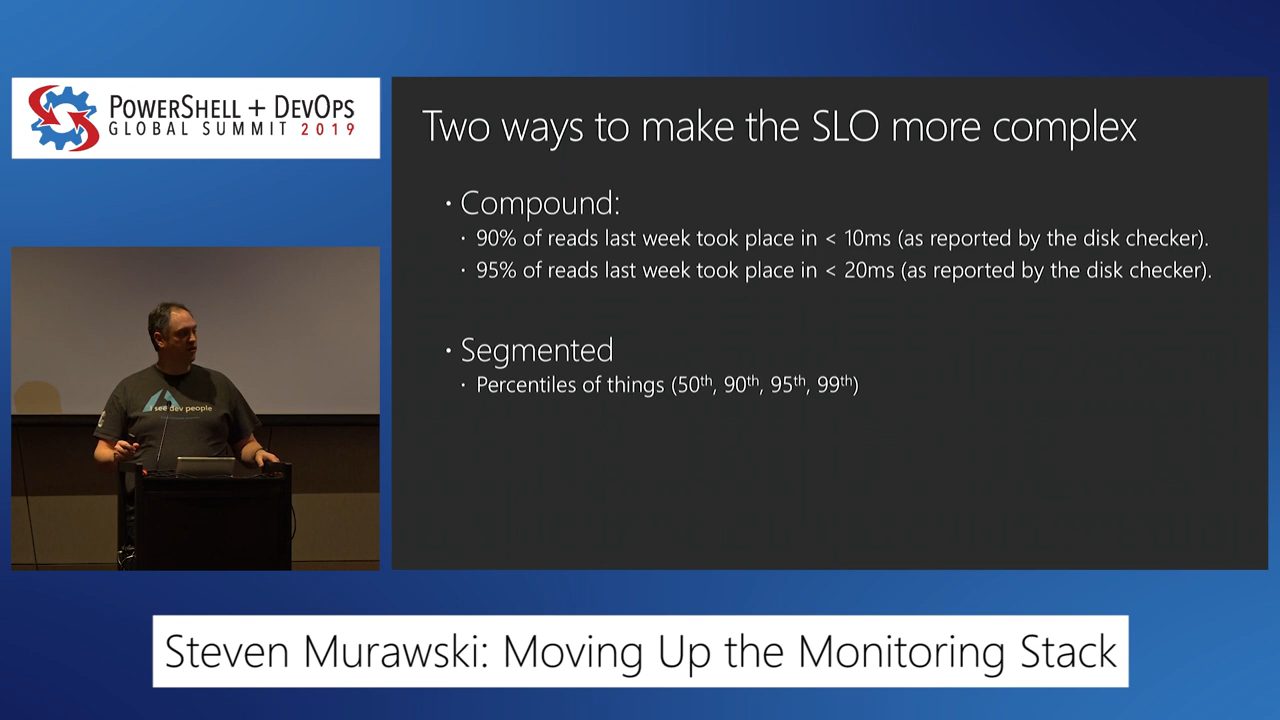 PowerShell + DevOps
Global Summit 2019
Two ways to make the SLO more complex
· Compound:
· 90% of reads last week took place in < 10ms (as reported by the disk checker).
· 95% of reads last week took place in < 20ms (as reported by the disk checker).
· Segmented
· Percentiles of things (50th, 90th, 95th, 99th)
I see dev people
Steven Murawski: Moving Up the Monitoring Stack